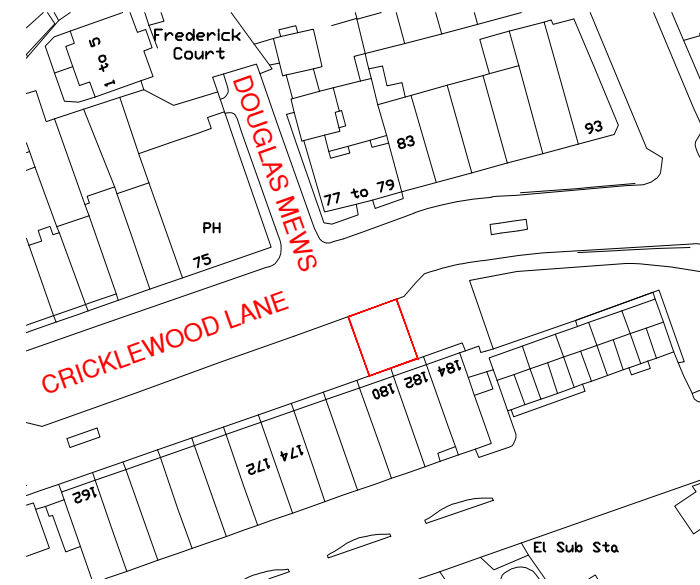 Frederick
Court
1 to 5
DOUGLAS MEWS
93
83
77 to 79
PH
75
CRICKLEWOOD LANE
184
182
180
174
172
162
El Sub Sta